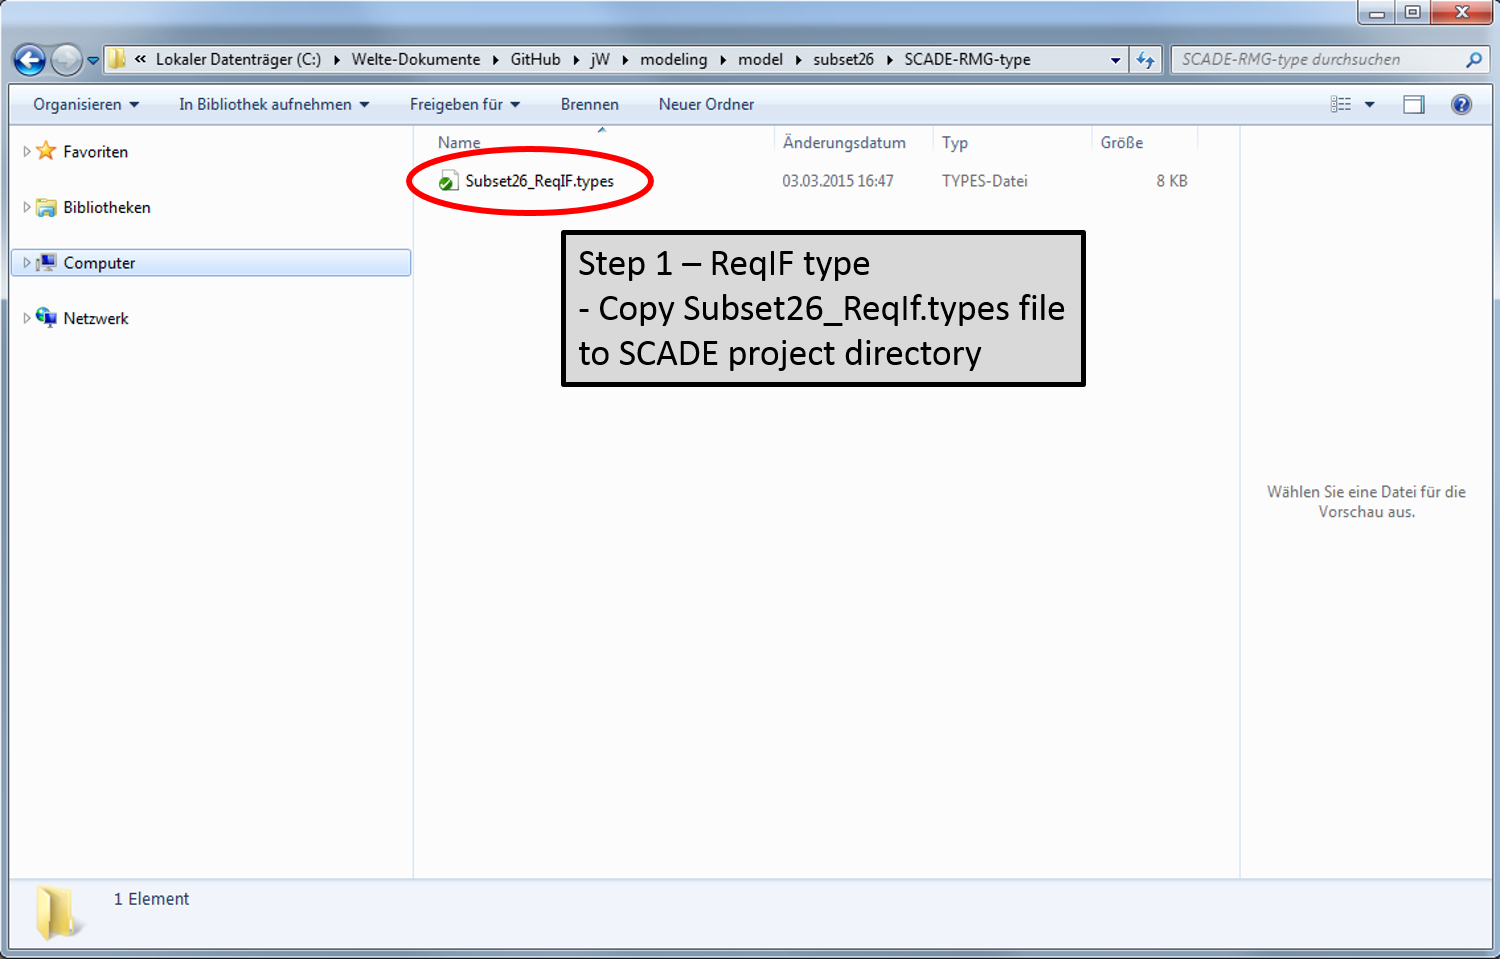 « Lokaler Datenträger (C:) ▸ Welte-Dokumente ▸ GitHub ▸ jW ▸ modeling ▸ model ▸ subset26 ▸ SCADE-RMG-type
SCADE-RMG-type durchsuchen
Organisieren
In Bibliothek aufnehmen
Freigeben für
Brennen
Neuer Ordner
Favoriten
Bibliotheken
Computer
Netzwerk
Name Änderungsdatum Typ Größe
Subset26_ReqIF.types 03.03.2015 16:47 TYPES-Datei 8 KB
Step 1 – ReqIF type
- Copy Subset26_ReqIf.types file
to SCADE project directory
Wählen Sie eine Datei für die
Vorschau aus.
1 Element